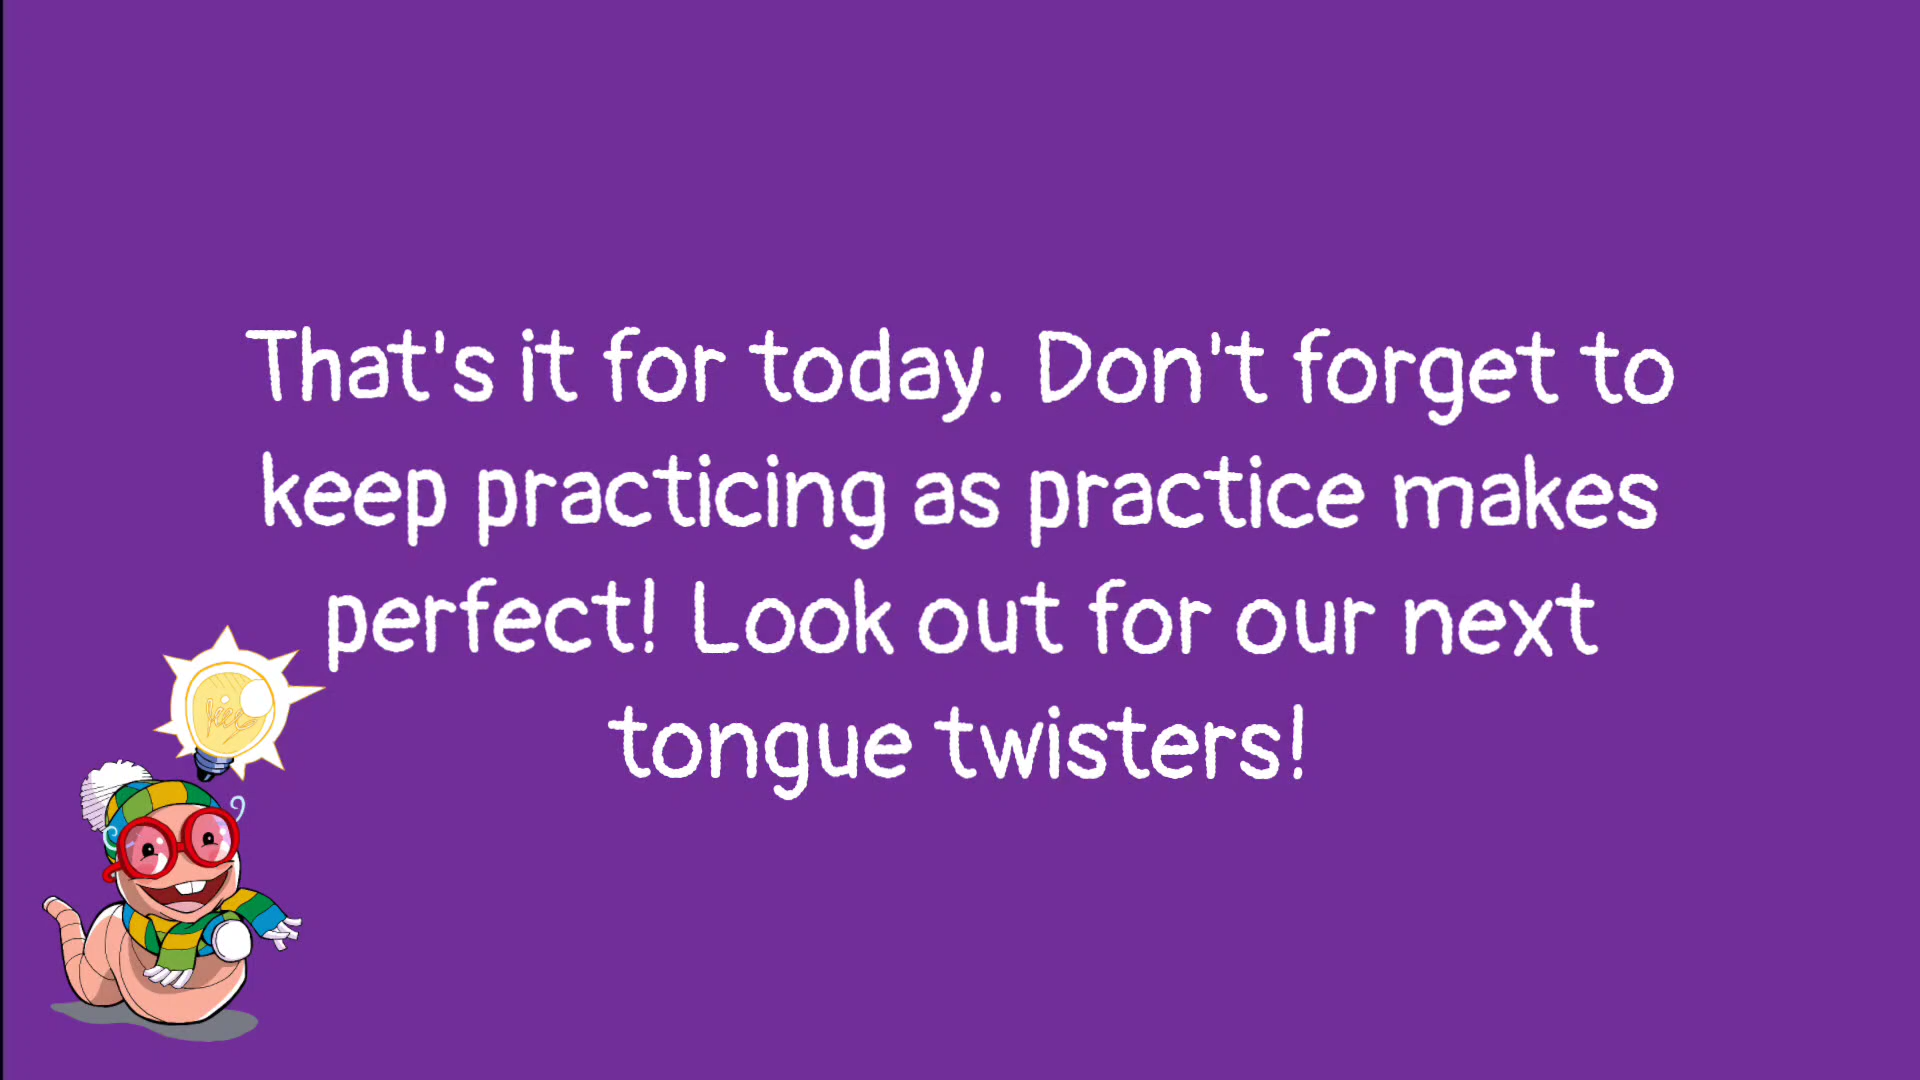 That's it for today. Don't forget to
keep practicing as practice makes
perfect! Look out for our next
tongue twisters!